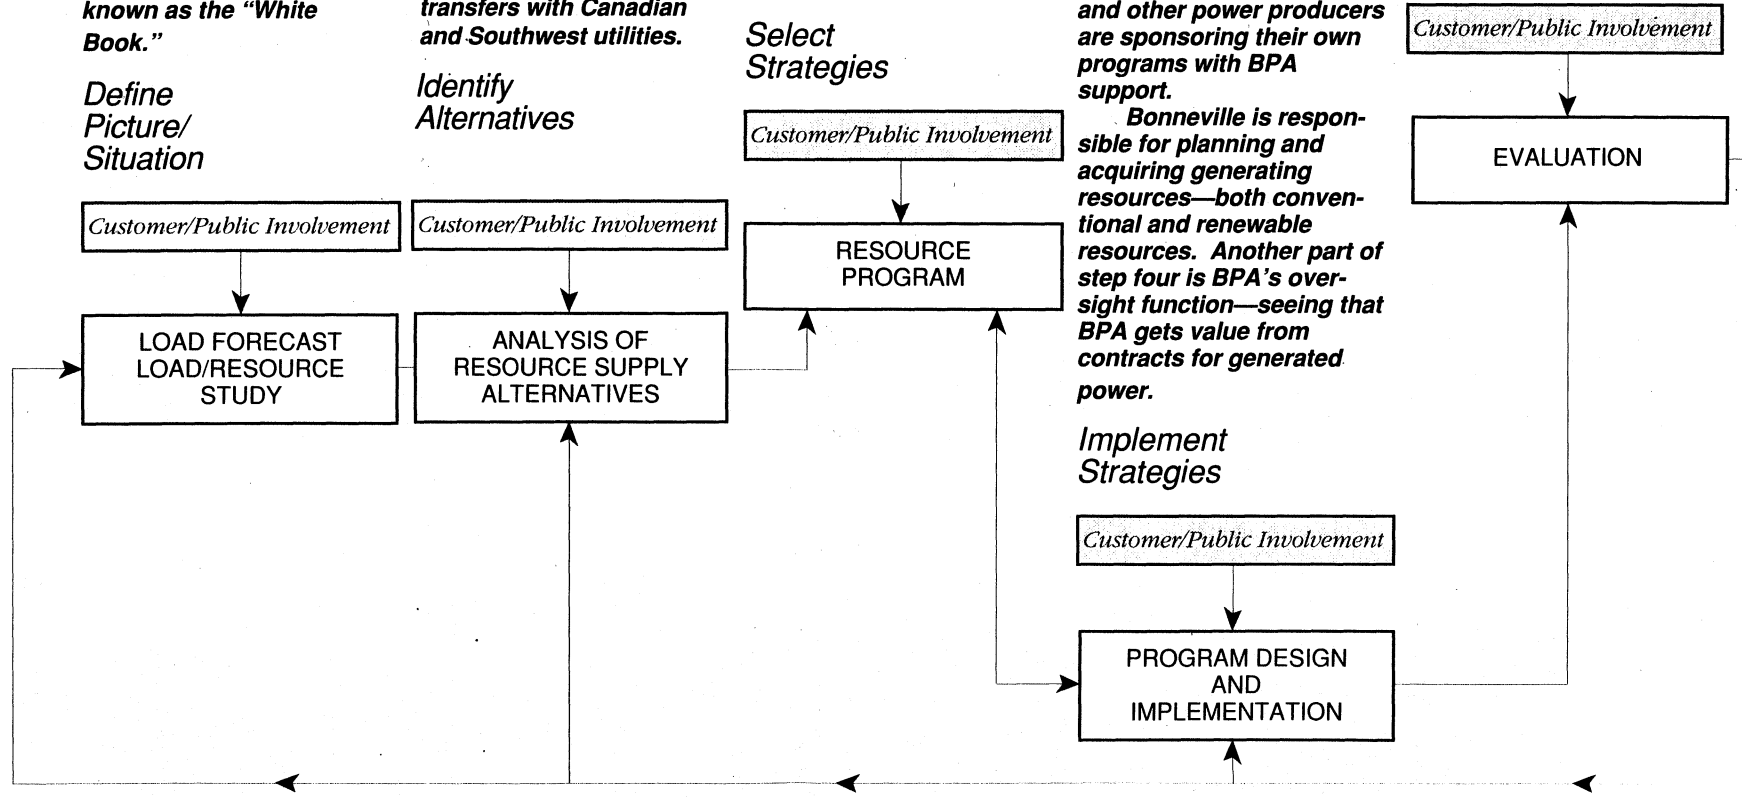 known as the “White
Book.”
Define
Picture/
Situation
Customer/Public Involvement
LOAD FORECAST
LOAD/RESOURCE
STUDY
transfers with Canadian
and Southwest utilities.
Identify
Alternatives
Customer/Public Involvement
ANALYSIS OF
RESOURCE SUPPLY
ALTERNATIVES
Select
Strategies
Customer/Public Involvement
RESOURCE
PROGRAM
and other power producers
are sponsoring their own
programs with BPA
support.
Bonneville is respon-
sible for planning and
acquiring generating
resources—both conven-
tional and renewable
resources. Another part of
step four is BPA’s over-
sight function—seeing that
BPA gets value from
contracts for generated
power.
Implement
Strategies
Customer/Public Involvement
PROGRAM DESIGN
AND
IMPLEMENTATION
Customer/Public Involvement
EVALUATION